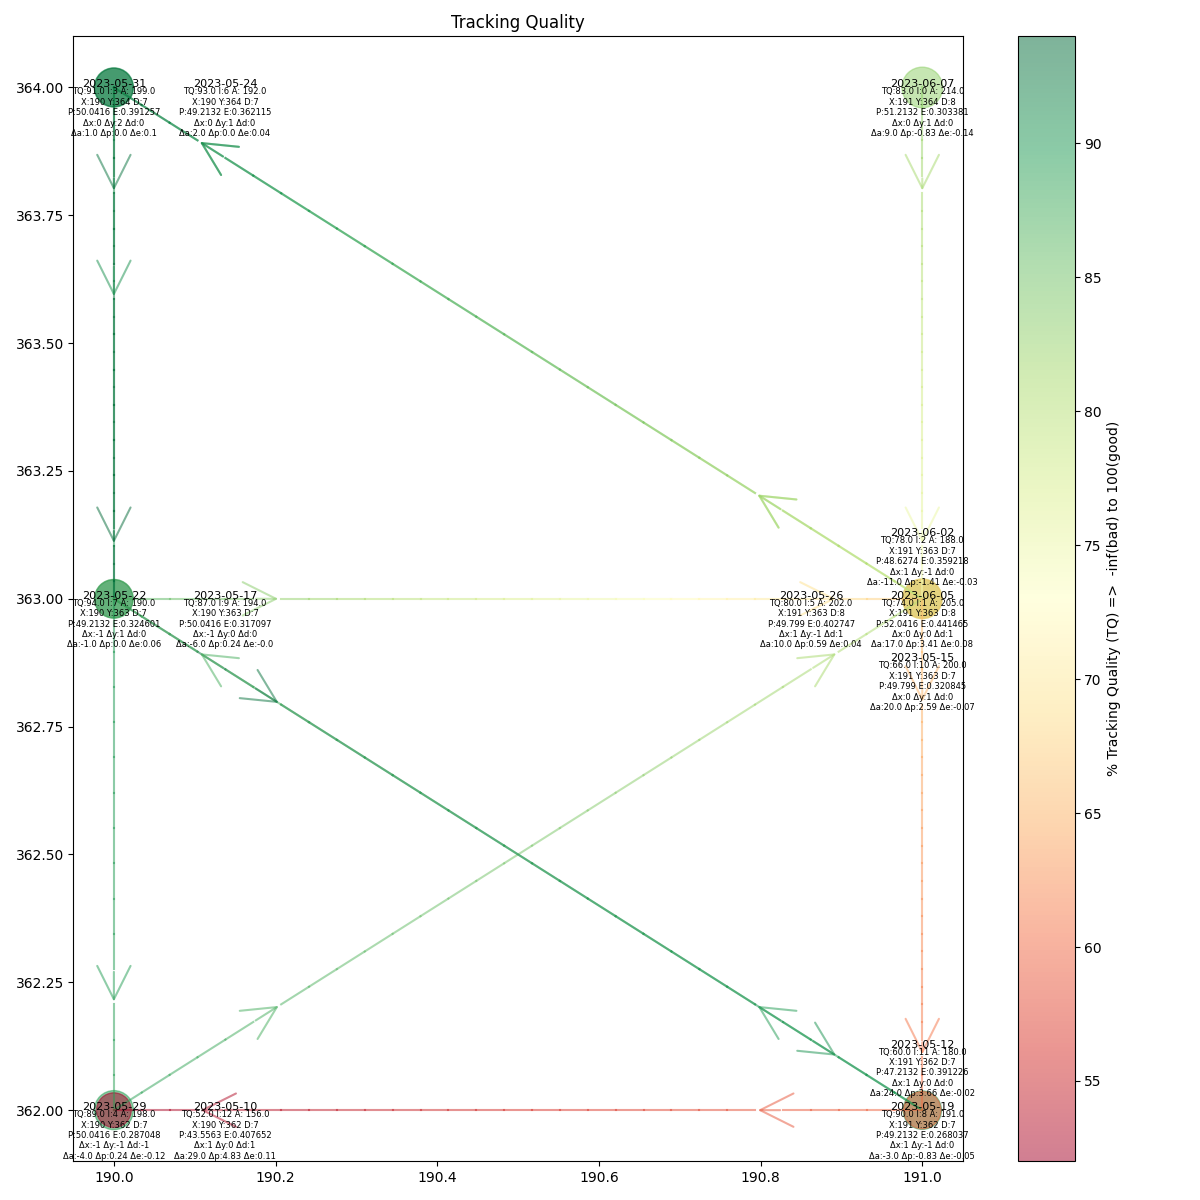 Tracking Quality
364.00
363.75
363.50
363.25
363.00
362.75
362.50
362.25
362.00
190.0
190.2
190.4
190.6
190.8
191.0
2023-05-31
X:190 Y:364 D:7
P:50.0416 E:0.391257
Δx:0 Δy:2 Δd:0
Δa:1.0 Δp:0.0 Δe:0.1
2023-05-24
TQ:93.0 I:6 A: 192.0
X:190 Y:364 D:7
P:49.2132 E:0.362115
Δx:0 Δy:1 Δd:0
Δa:2.0 Δp:0.0 Δe:0.04
2023-06-07
TQ:83.0 I:0 A: 214.0
X:191 Y:364 D:8
P:51.2132 E:0.303381
Δx:0 Δy:1 Δd:0
Δa:9.0 Δp:-0.83 Δe:-0.14
2023-06-02
TQ:78.0 I:2 A: 188.0
X:191 Y:363 D:7
P:48.6274 E:0.359218
Δx:1 Δy:-1 Δd:0
Δa:-11.0 Δp:-1.41 Δe:-0.03
2023-05-22
TQ:94.0 I:7 A: 190.0
X:190 Y:363 D:7
P:49.2132 E:0.324601
Δx:-1 Δy:1 Δd:0
Δa:-1.0 Δp:0.0 Δe:0.06
2023-05-17
TQ:87.0 I:9 A: 194.0
X:190 Y:363 D:7
P:50.0416 E:0.317097
Δx:-1 Δy:0 Δd:0
Δa:-6.0 Δp:0.24 Δe:-0.0
2023-05-26
TQ:80.0 I:5 A: 202.0
X:191 Y:363 D:8
P:49.799 E:0.402747
Δx:1 Δy:-1 Δd:1
Δa:10.0 Δp:0.59 Δe:0.04
2023-06-05
TQ:74.0 I:1 A: 205.0
X:191 Y:363 D:8
P:52.0416 E:0.441465
Δx:0 Δy:0 Δd:1
Δa:17.0 Δp:3.41 Δe:0.08
2023-05-15
TQ:66.0 I:10 A: 200.0
X:191 Y:363 D:7
P:49.799 E:0.320845
Δx:0 Δy:1 Δd:0
Δa:20.0 Δp:2.59 Δe:-0.07
2023-05-12
TQ:60.0 I:11 A: 180.0
X:191 Y:362 D:7
P:47.2132 E:0.391226
Δx:1 Δy:0 Δd:0
Δa:24.0 Δp:3.66 Δe:-0.02
2023-05-29
TQ:89.0 I:4 A: 198.0
X:190 Y:362 D:7
P:50.0416 E:0.287048
Δx:-1 Δy:-1 Δd:-1
Δa:-4.0 Δp:0.24 Δe:-0.12
2023-05-10
TQ:52.0 I:12 A: 156.0
X:190 Y:362 D:7
P:43.5563 E:0.407652
Δx:1 Δy:0 Δd:1
Δa:29.0 Δp:4.83 Δe:0.11
2023-05-19
TQ:90.0 I:8 A: 191.0
X:191 Y:362 D:7
P:49.2132 E:0.268037
Δx:1 Δy:-1 Δd:0
Δa:-3.0 Δp:-0.83 Δe:-0.05
90
85
80
75
70
65
60
55
% Tracking Quality (TQ) => -inf(bad) to 100(good)